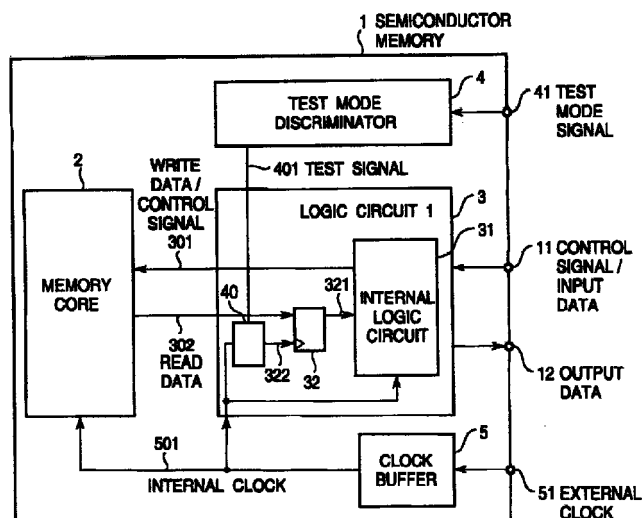 1 SEMICONDUCTOR
MEMORY
4
TEST MODE
DISCRIMINATOR
41 TEST
MODE
SIGNAL
401 TEST SIGNAL
2
WRITE
DATA /
CONTROL
SIGNAL
301
LOGIC CIRCUIT 1
3
31
MEMORY
CORE
40
321
INTERNAL
LOGIC
CIRCUIT
11 CONTROL
SIGNAL /
INPUT
DATA
302
READ
DATA
322
32
12 OUTPUT
DATA
501
INTERNAL CLOCK
5
CLOCK
BUFFER
51 EXTERNAL
CLOCK